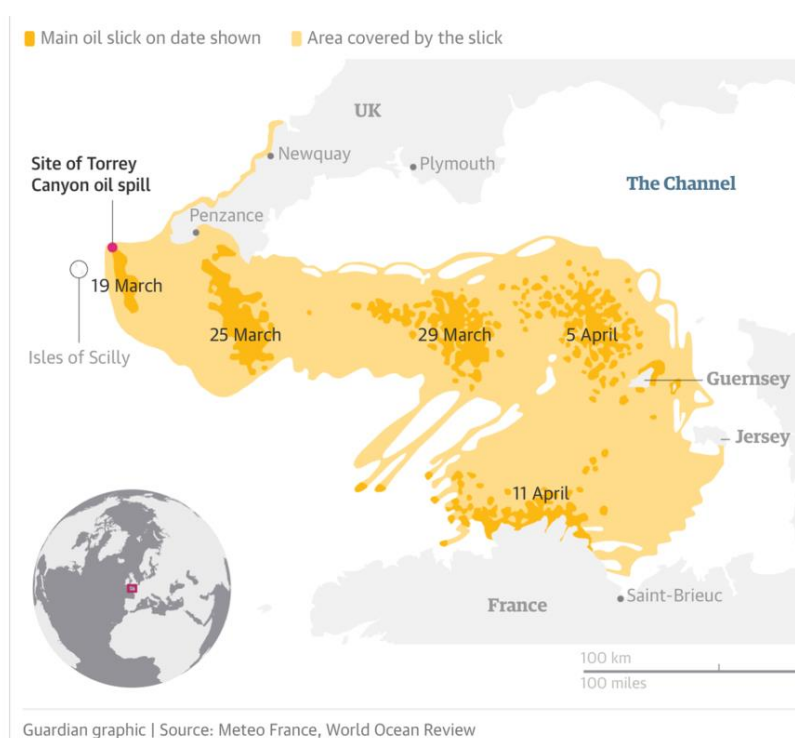 Main oil slick on date shown
Area covered by the slick
UK
Newquay
Plymouth
Site of Torrey
Canyon oil spill
The Channel
Penzance
19 March
25 March
29 March
5 April
Isles of Scilly
Guernsey
Jersey
11 April
France
Saint-Brieuc
100 km
100 miles
Guardian graphic | Source: Meteo France, World Ocean Review